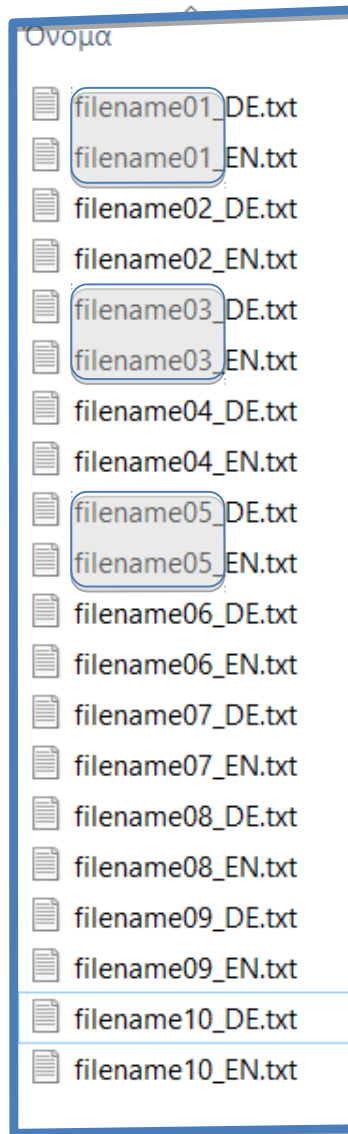 Όνομα
filename01_DE.txt
filename01_EN.txt
filename02_DE.txt
filename02_EN.txt
filename03_DE.txt
filename03_EN.txt
filename04_DE.txt
filename04_EN.txt
filename05_DE.txt
filename05_EN.txt
filename06_DE.txt
filename06_EN.txt
filename07_DE.txt
filename07_EN.txt
filename08_DE.txt
filename08_EN.txt
filename09_DE.txt
filename09_EN.txt
filename10_DE.txt
filename10_EN.txt